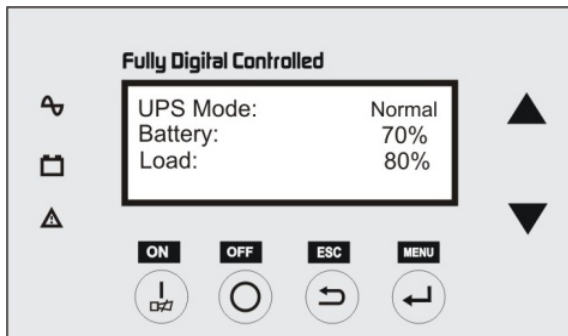 Fully Digital Controlled
UPS Mode: Normal
Battery: 70%
Load: 80%
ON OFF ESC MENU